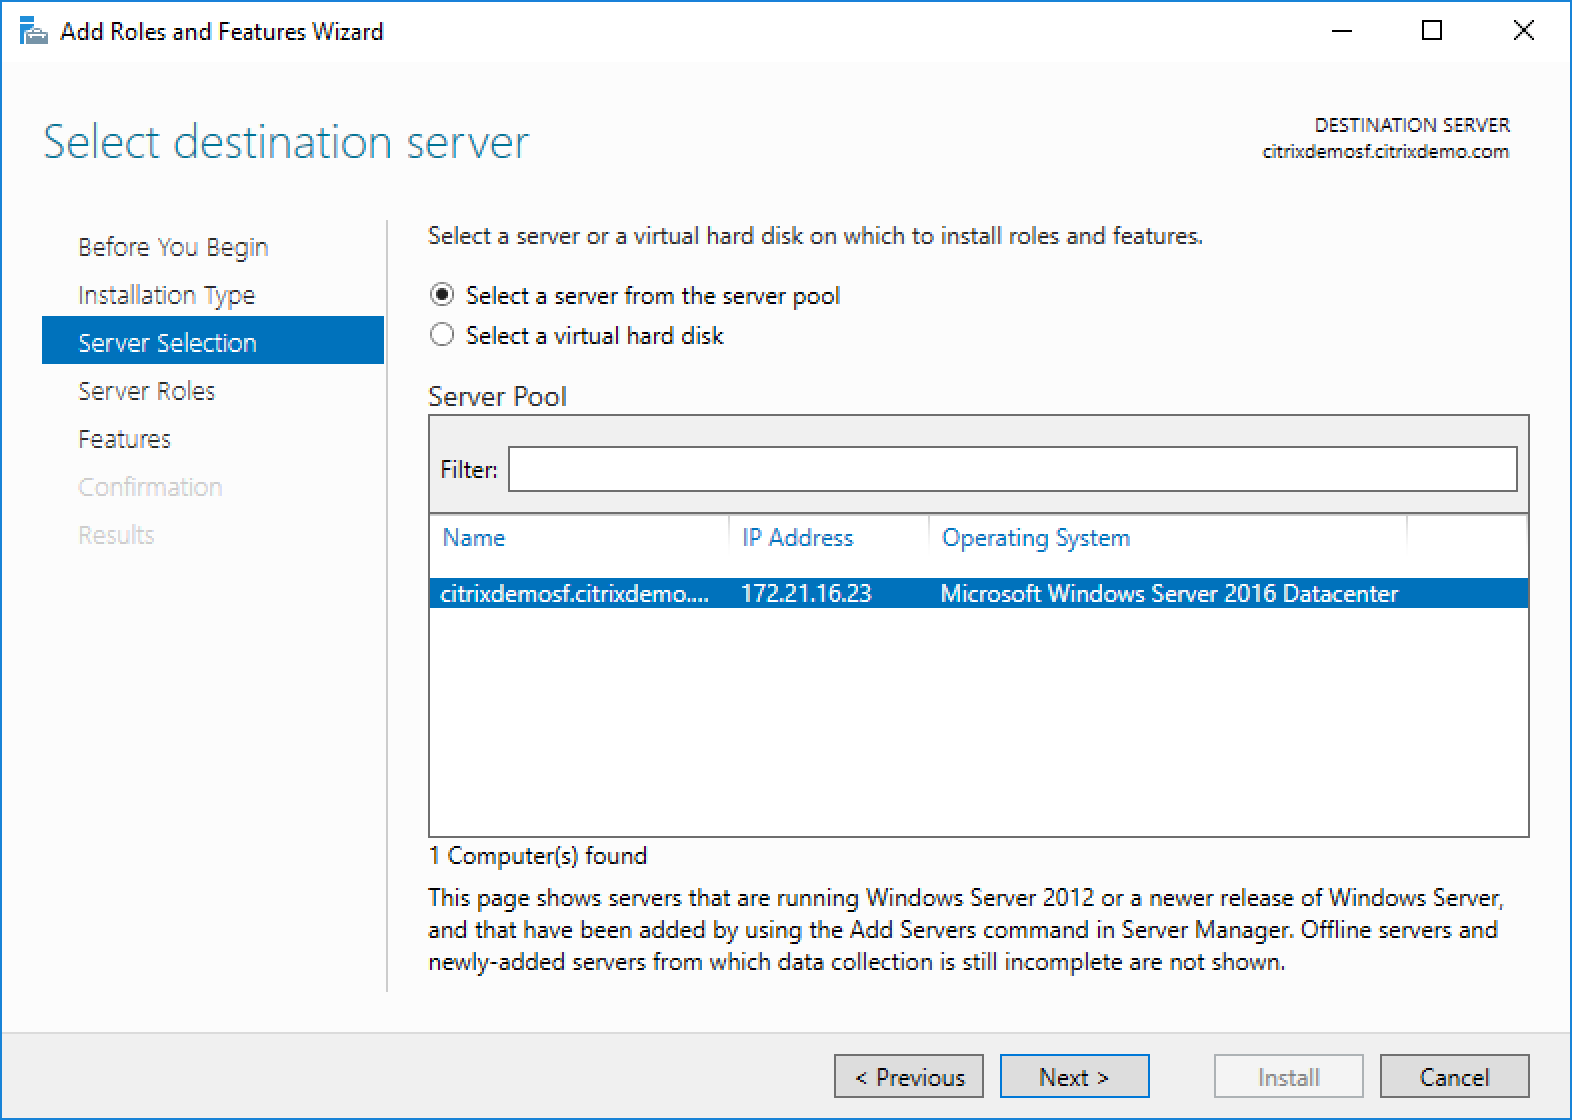 Add Roles and Features Wizard
Select destination server
DESTINATION SERVER
citrixdemosf.citrixdemo.com
Before You Begin
Installation Type
Server Selection
Server Roles
Features
Confirmation
Results
Select a server or a virtual hard disk on which to install roles and features.
Select a server from the server pool
Select a virtual hard disk
Server Pool
Filter:
Name IP Address Operating System
citrixdemosf.citrixdemo.... 172.21.16.23 Microsoft Windows Server 2016 Datacenter
1 Computer(s) found
This page shows servers that are running Windows Server 2012 or a newer release of Windows Server,
and that have been added by using the Add Servers command in Server Manager. Offline servers and
newly-added servers from which data collection is still incomplete are not shown.
< Previous Next > Install Cancel